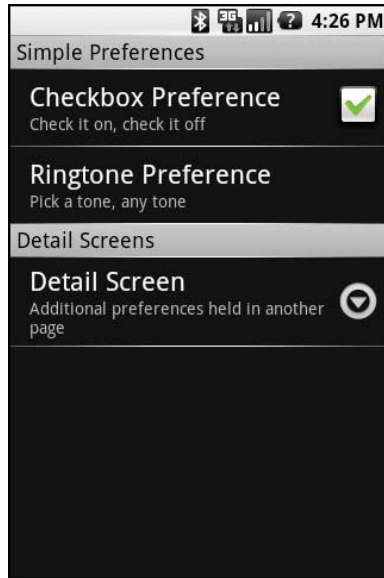 3G 4:26 PM
Simple Preferences
Checkbox Preference
Check it on, check it off
Ringtone Preference
Pick a tone, any tone
Detail Screens
Detail Screen
Additional preferences held in another
page